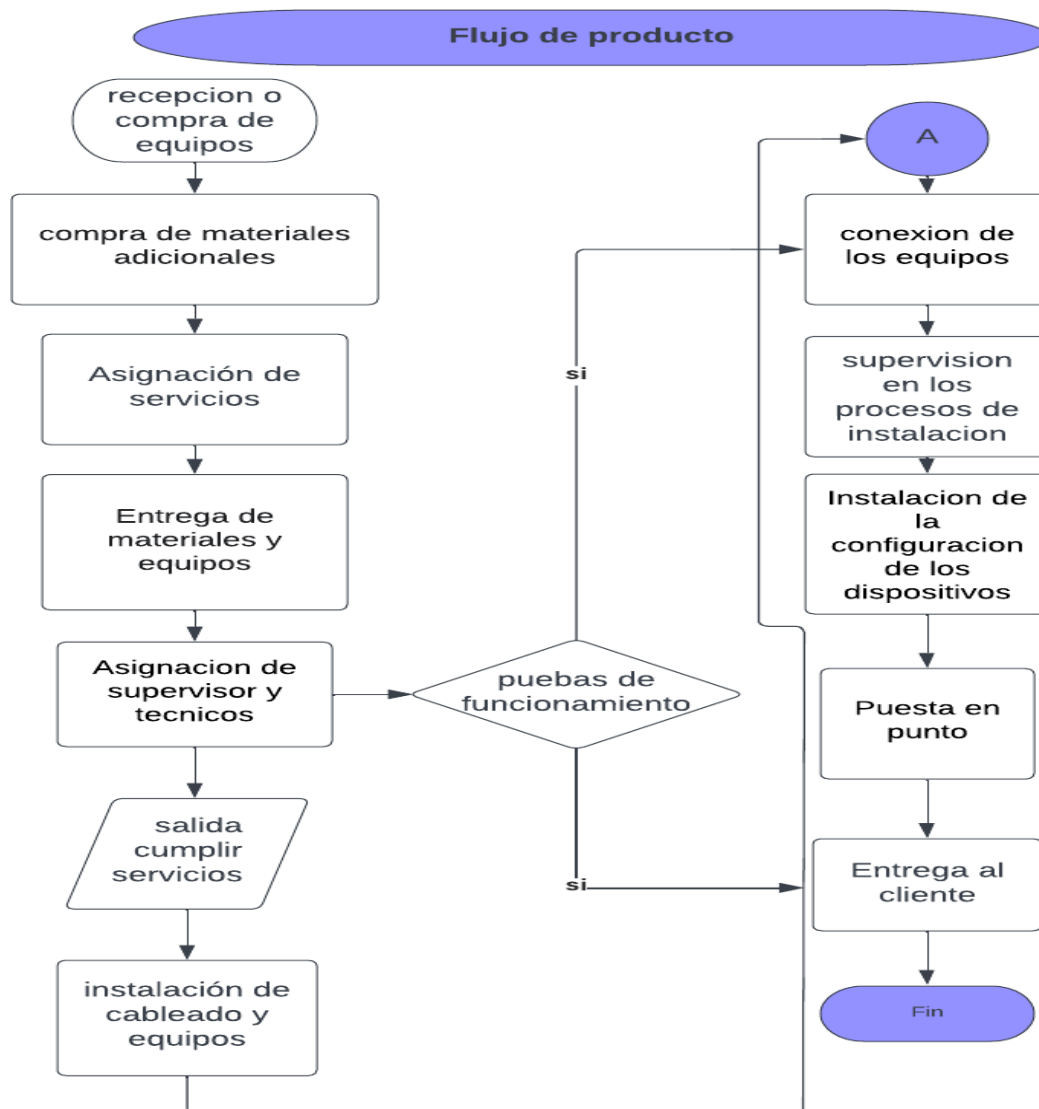 Flujo de producto
recepcion o
compra de
equipos
compra de materiales
adicionales
Asignación de
servicios
Entrega de
materiales y
equipos
Asignacion de
supervisor y
tecnicos
salida
cumplir
servicios
instalación de
cableado y
equipos
puebas de
funcionamiento
si
si
A
conexion de
los equipos
supervision
en los
procesos de
instalacion
Instalacion de
la
configuracion
de los
dispositivos
Puesta en
punto
Entrega al
cliente
Fin